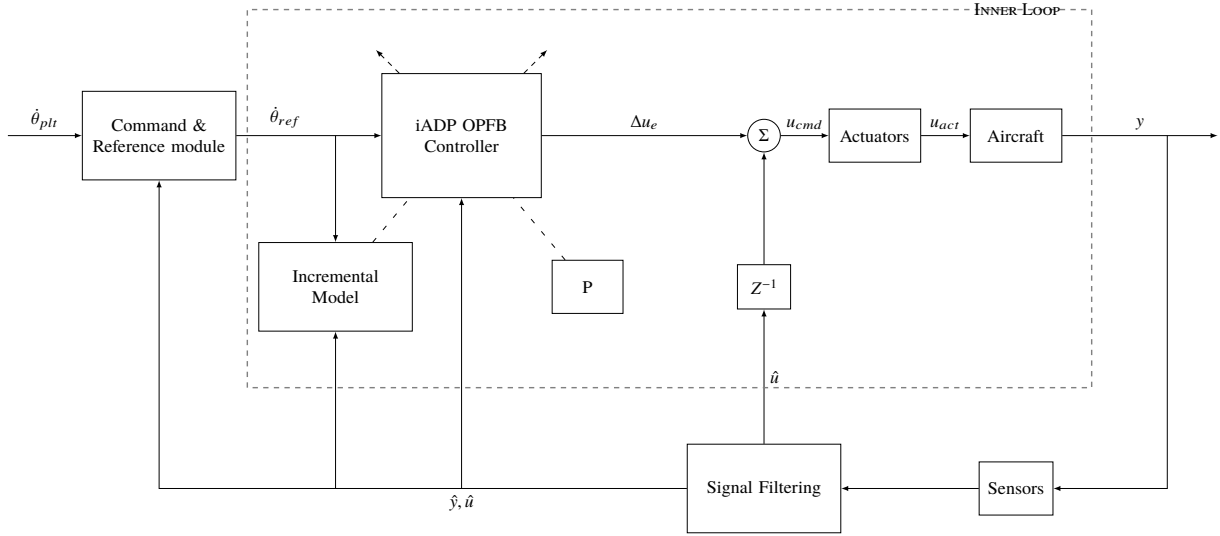 INNER LOOP
θ̇_plt
Command &
Reference module
θ̇_ref
iADP OPFB
Controller
Δu_e
Σ
u_cmd
Actuators
u_act
Aircraft
y
Incremental
Model
P
Z⁻¹
û
Signal Filtering
Sensors
ŷ, û